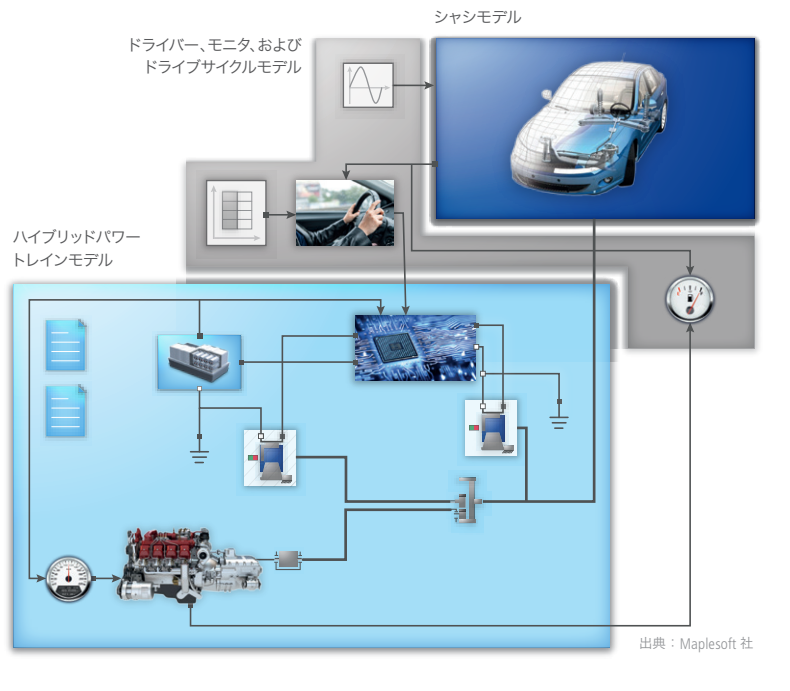 シャシモデル
ドライバー、モニタ、および
ドライブサイクルモデル
ハイブリッドパワー
トレインモデル
出典：Maplesoft 社